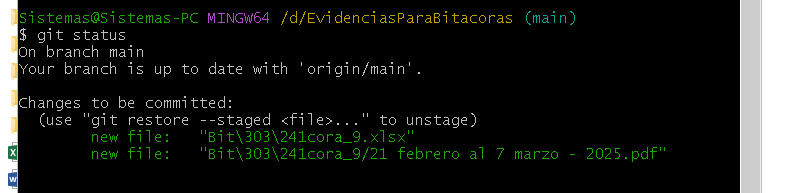 Sistemas@Sistemas-PC MINGW64 /d/EvidenciasParaBitacoras (main)
$ git status
On branch main
Your branch is up to date with 'origin/main'.
Changes to be committed:
(use "git restore --staged <file>..." to unstage)
new file: "Bit\303\241cora_9.xlsx"
new file: "Bit\303\241cora_9/21 febrero al 7 marzo - 2025.pdf"